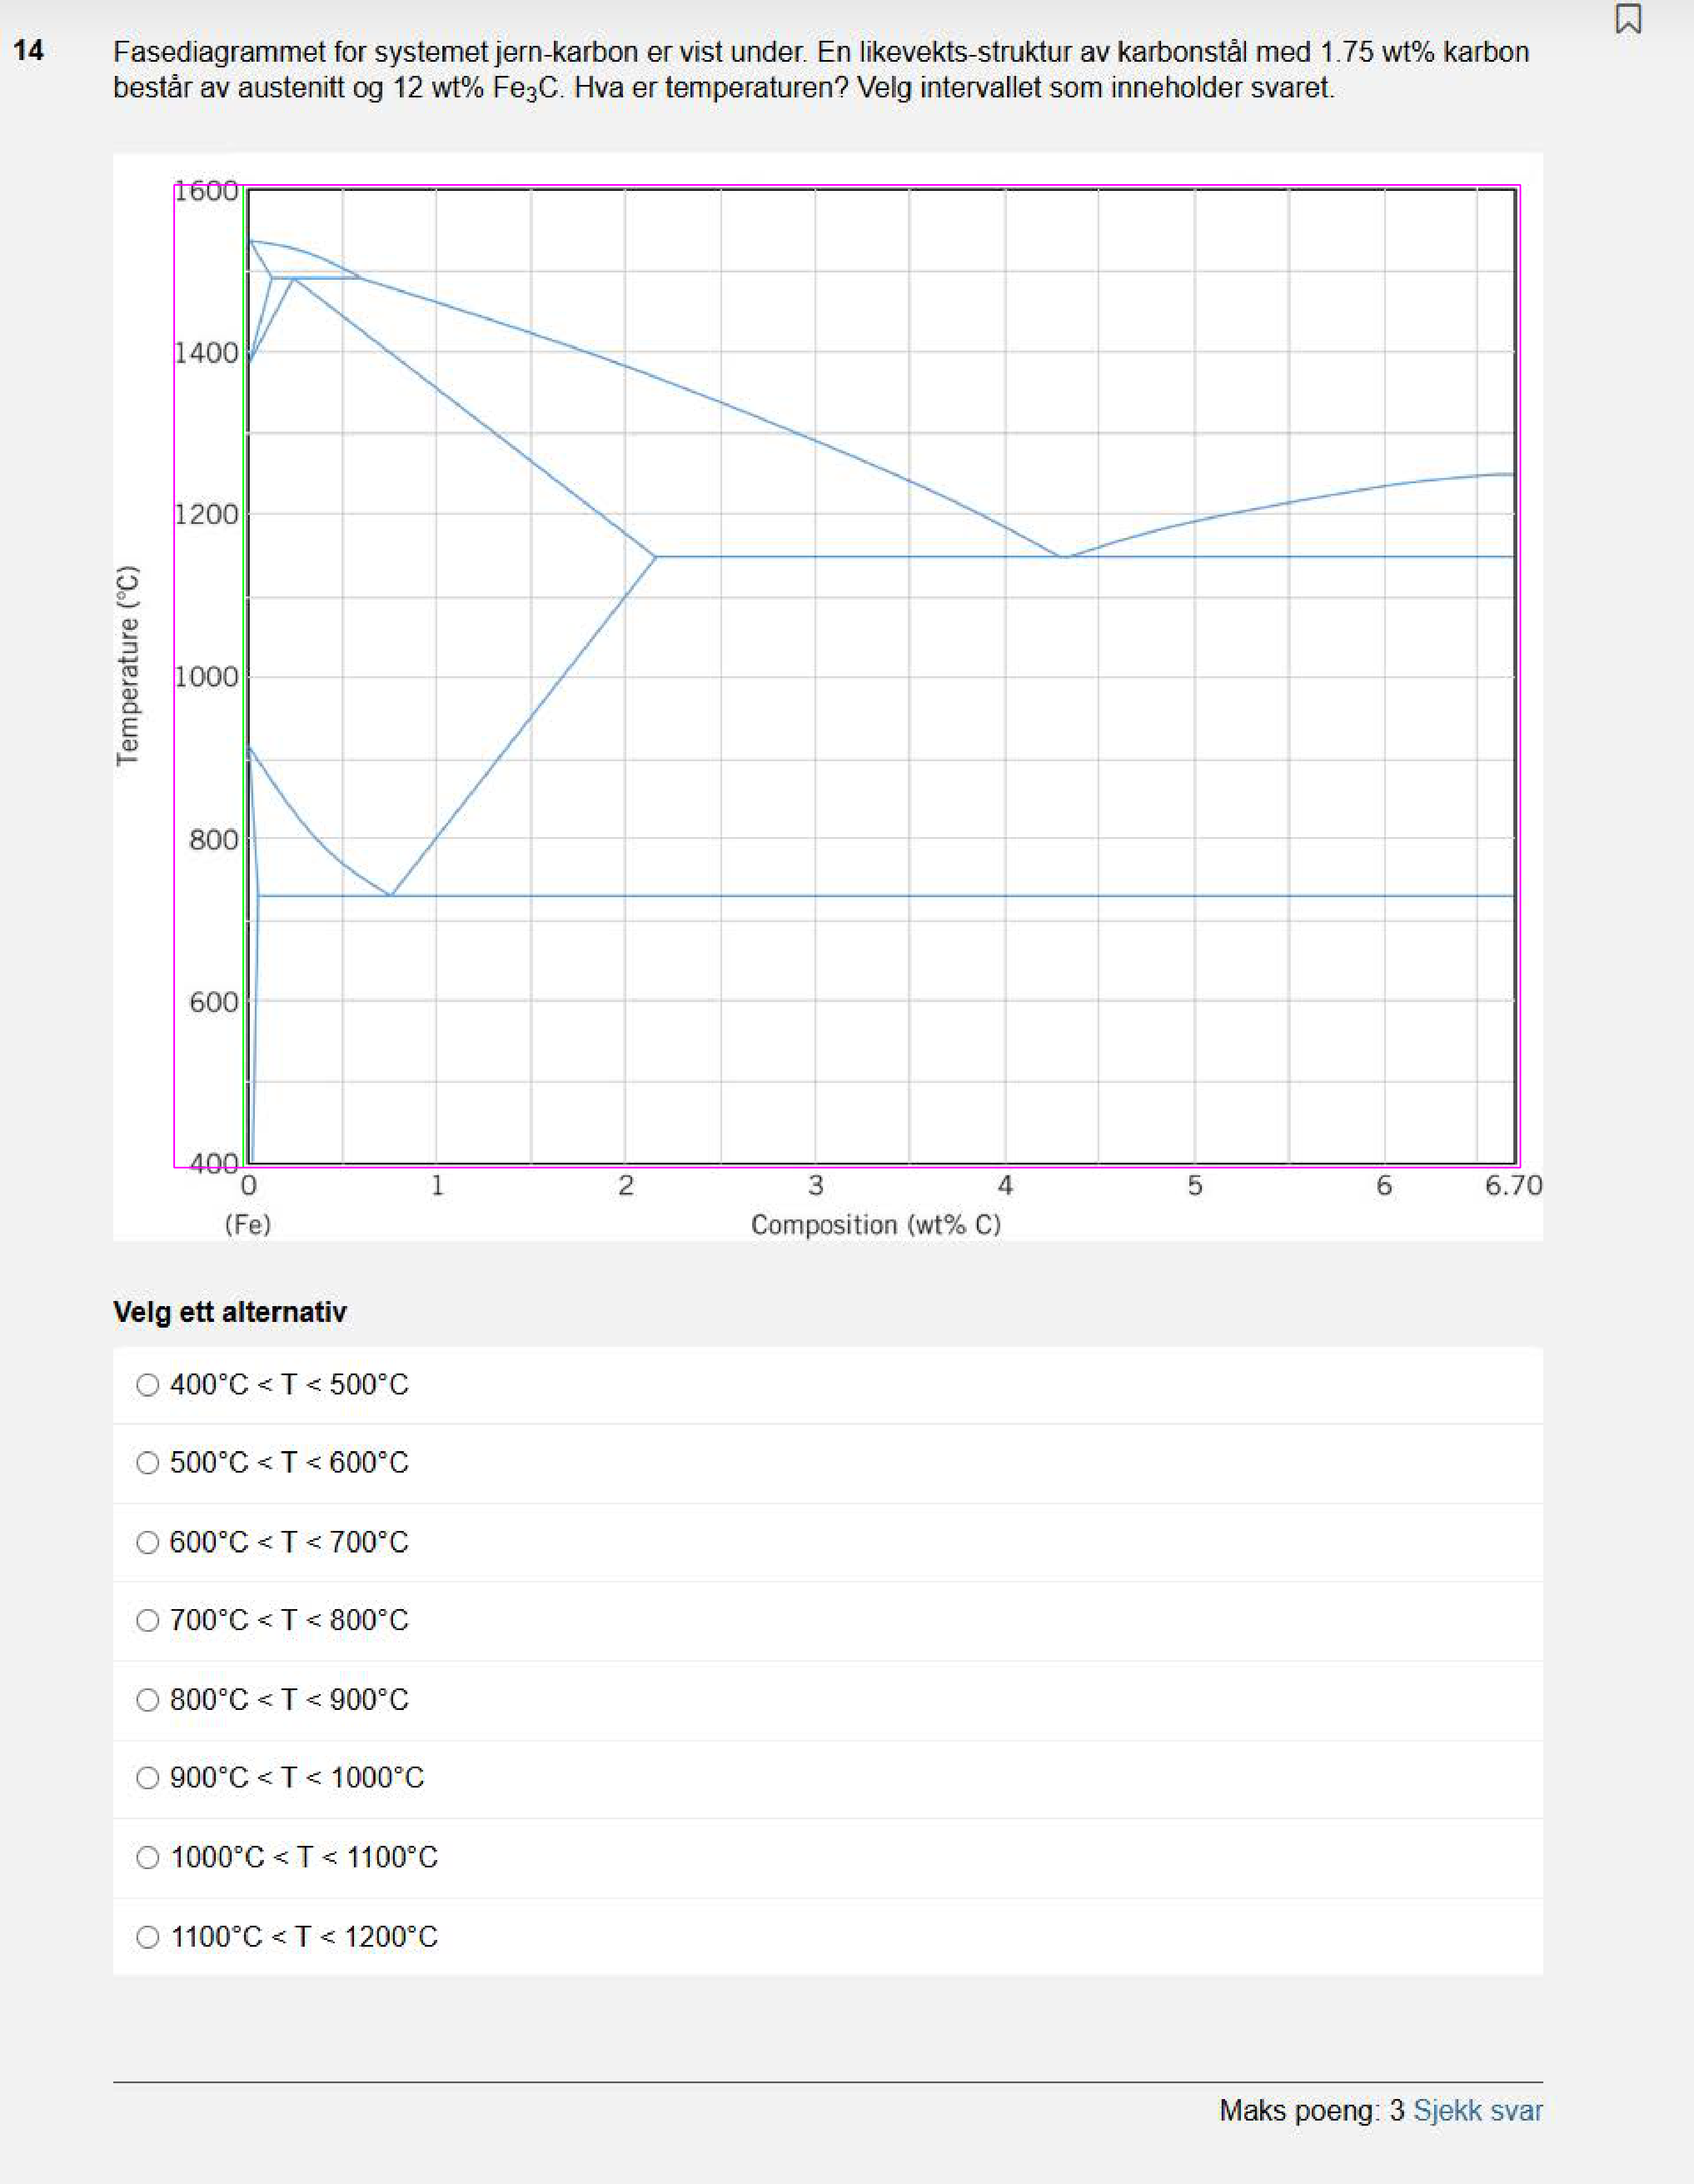 14 Fasediagrammet for systemet jern-karbon er vist under. En likevekts-struktur av karbonstål med 1.75 wt% karbon
består av austenitt og 12 wt% Fe₃C. Hva er temperaturen? Velg intervallet som inneholder svaret.
1600
1400
1200
1000
800
600
400
Temperature (°C)
0 1 2 3 4 5 6 6.70
(Fe) Composition (wt% C)
Velg ett alternativ
400°C < T < 500°C
500°C < T < 600°C
600°C < T < 700°C
700°C < T < 800°C
800°C < T < 900°C
900°C < T < 1000°C
1000°C < T < 1100°C
1100°C < T < 1200°C
Maks poeng: 3 Sjekk svar